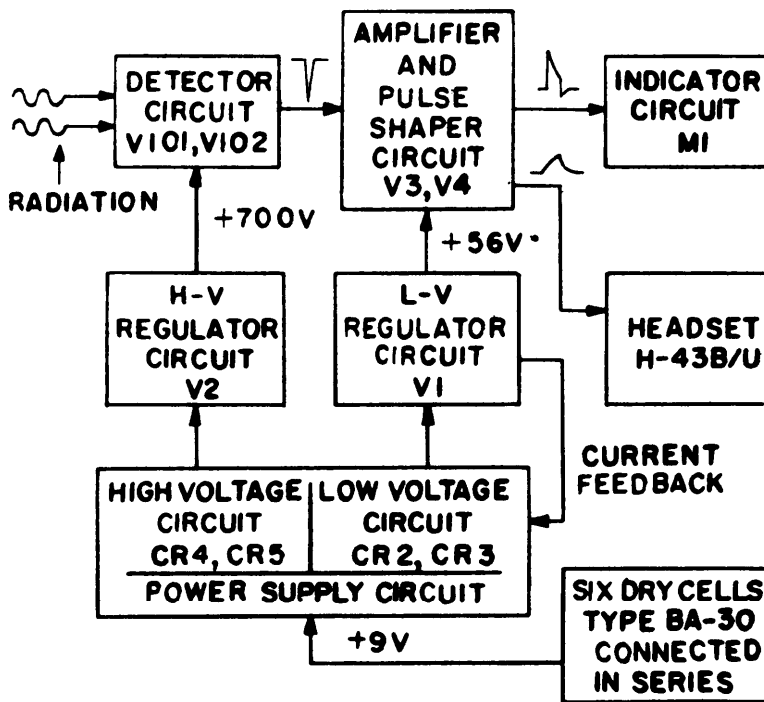 DETECTOR
CIRCUIT
V101, V102
AMPLIFIER
AND
PULSE
SHAPER
CIRCUIT
V3, V4
INDICATOR
CIRCUIT
M1
RADIATION
+700V
+56V
H-V
REGULATOR
CIRCUIT
V2
L-V
REGULATOR
CIRCUIT
V1
HEADSET
H-43B/U
CURRENT
FEEDBACK
HIGH VOLTAGE
CIRCUIT
CR4, CR5
LOW VOLTAGE
CIRCUIT
CR2, CR3
POWER SUPPLY CIRCUIT
+9V
SIX DRY CELLS
TYPE BA-30
CONNECTED
IN SERIES